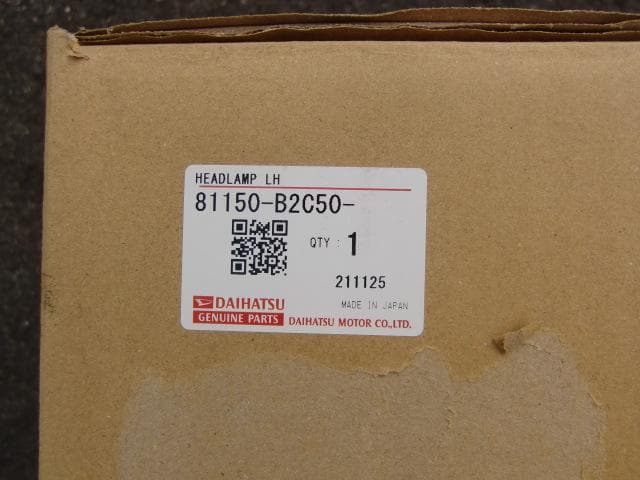 HEADLAMP LH
81150-B2C50-
QTY : 1
211125
MADE IN JAPAN
DAIHATSU
GENUINE PARTS
DAIHATSU MOTOR CO.,LTD.